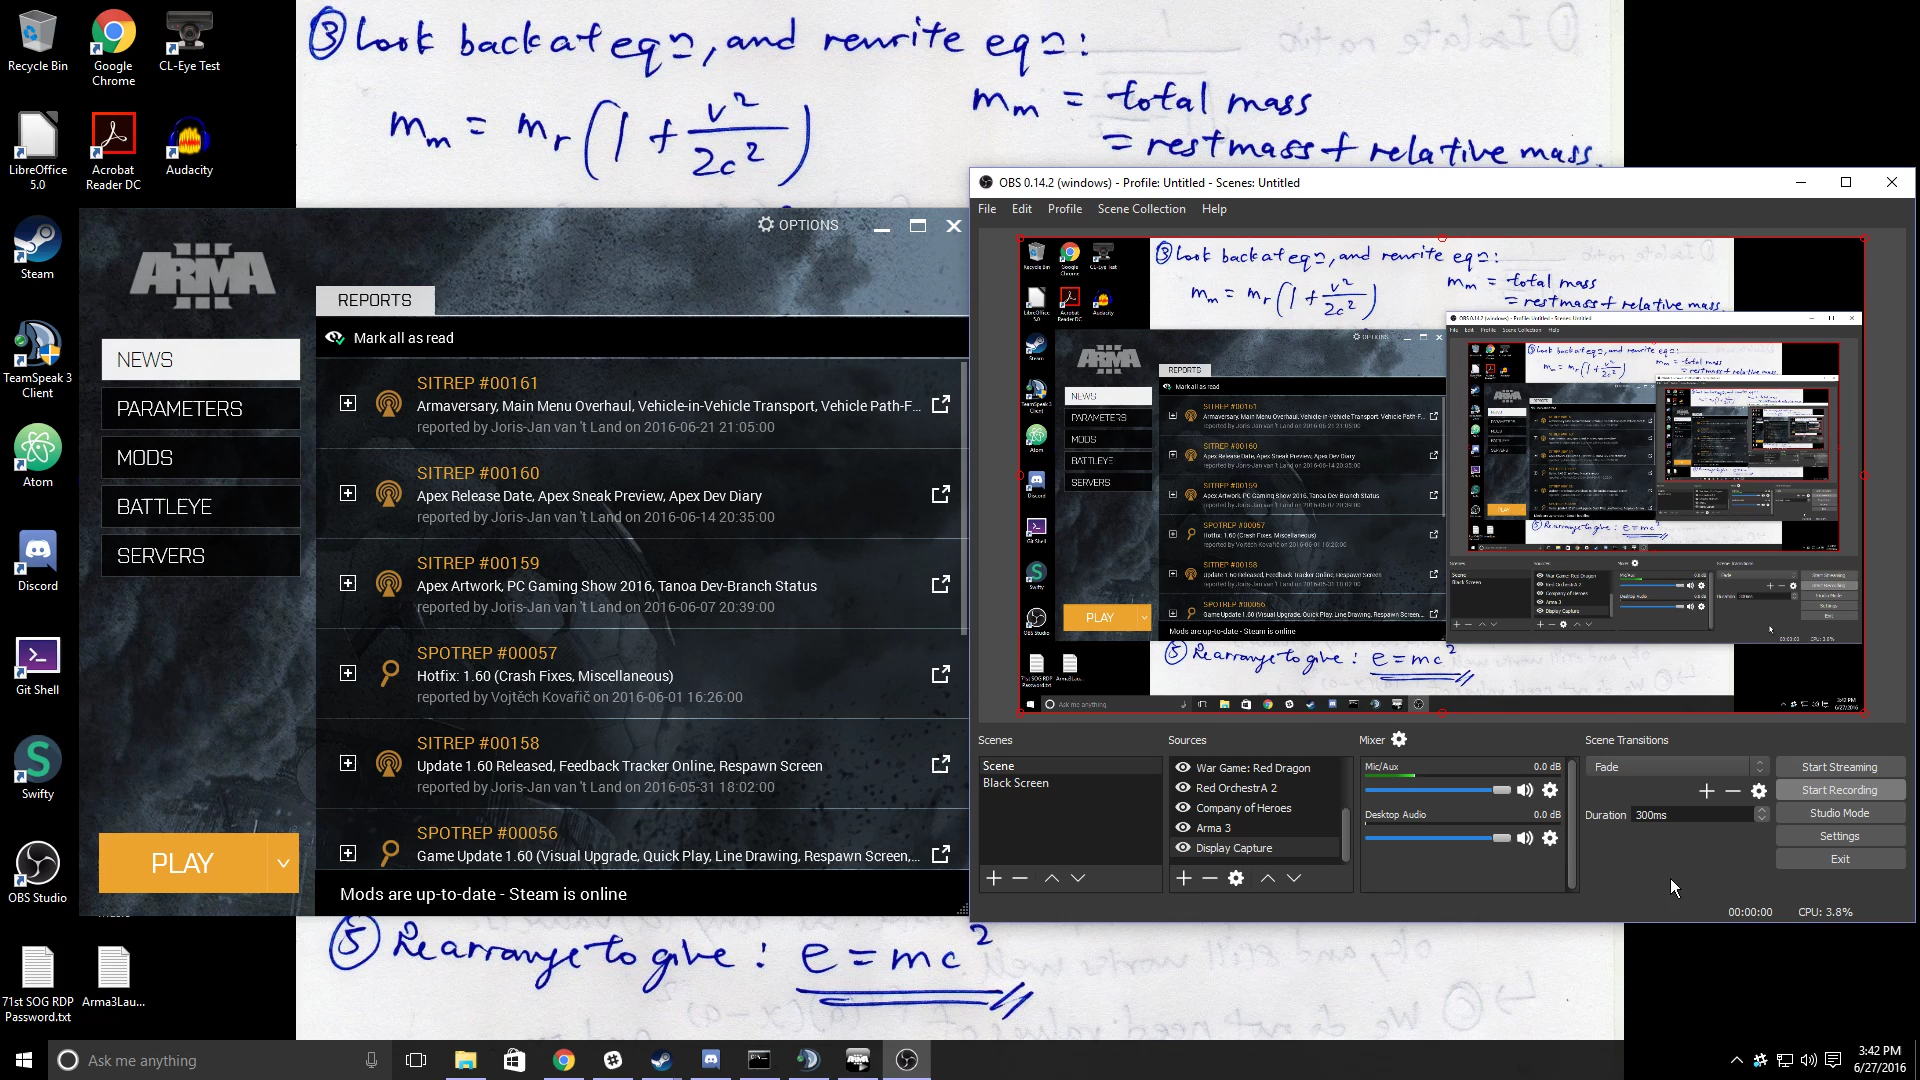 ③ Look back at eqn, and rewrite eqn:
m_m = m_r (1 + v²/2c²)
m_m = total mass
= rest mass + relative mass.
Recycle Bin
Google Chrome
CL-Eye Test
LibreOffice 5.0
Acrobat Reader DC
Audacity
Steam
TeamSpeak 3 Client
Atom
Discord
Git Shell
Swifty
OBS Studio
71st SOG RDP Password.txt
Arma3Lau...
ARMA III
OPTIONS
NEWS
PARAMETERS
MODS
BATTLEYE
SERVERS
PLAY
REPORTS
Mark all as read
SITREP #00161
Armaversary, Main Menu Overhaul, Vehicle-in-Vehicle Transport, Vehicle Path-F...
reported by Joris-Jan van 't Land on 2016-06-21 21:05:00
SITREP #00160
Apex Release Date, Apex Sneak Preview, Apex Dev Diary
reported by Joris-Jan van 't Land on 2016-06-14 20:35:00
SITREP #00159
Apex Artwork, PC Gaming Show 2016, Tanoa Dev-Branch Status
reported by Joris-Jan van 't Land on 2016-06-07 20:39:00
SPOTREP #00057
Hotfix: 1.60 (Crash Fixes, Miscellaneous)
reported by Vojtěch Kovařič on 2016-06-01 16:26:00
SITREP #00158
Update 1.60 Released, Feedback Tracker Online, Respawn Screen
reported by Joris-Jan van 't Land on 2016-05-31 18:02:00
SPOTREP #00056
Game Update 1.60 (Visual Upgrade, Quick Play, Line Drawing, Respawn Screen,...
Mods are up-to-date - Steam is online
OBS 0.14.2 (windows) - Profile: Untitled - Scenes: Untitled
File Edit Profile Scene Collection Help
Scenes
Scene
Black Screen
Sources
War Game: Red Dragon
Red OrchestrA 2
Company of Heroes
Arma 3
Display Capture
Mixer
Mic/Aux 0.0 dB
Desktop Audio 0.0 dB
Scene Transitions
Fade
Duration 300ms
Start Streaming
Start Recording
Studio Mode
Settings
Exit
00:00:00 CPU: 3.8%
⑤ Rearrange to give: e = mc²
Ask me anything
3:42 PM
6/27/2016